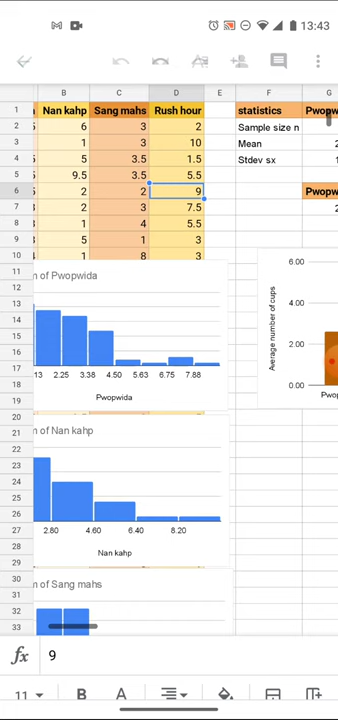 13:43
B C D E F G
1 Nan kahp Sang mahs Rush hour statistics Pwopw
2 6 3 2 Sample size n
3 1 3 10 Mean 2
4 5 3.5 1.5 Stdev sx 1
5 9.5 3.5 5.5
6 2 2 9 Pwopw
7 2 3 7.5 2
8 1 4 5.5
9 5 1 3
10 1 8 3
11
12 m of Pwopwida
13
14
15
16
17
13 2.25 3.38 4.50 5.63 6.75 7.88
18
19 Pwopwida
6.00
4.00
2.00
0.00
Average number of cups
Pwop
20
21 m of Nan kahp
22
23
24
25
26
27 2.80 4.60 6.40 8.20
28 Nan kahp
29
30 m of Sang mahs
31
32
33
fx 9
11 B A